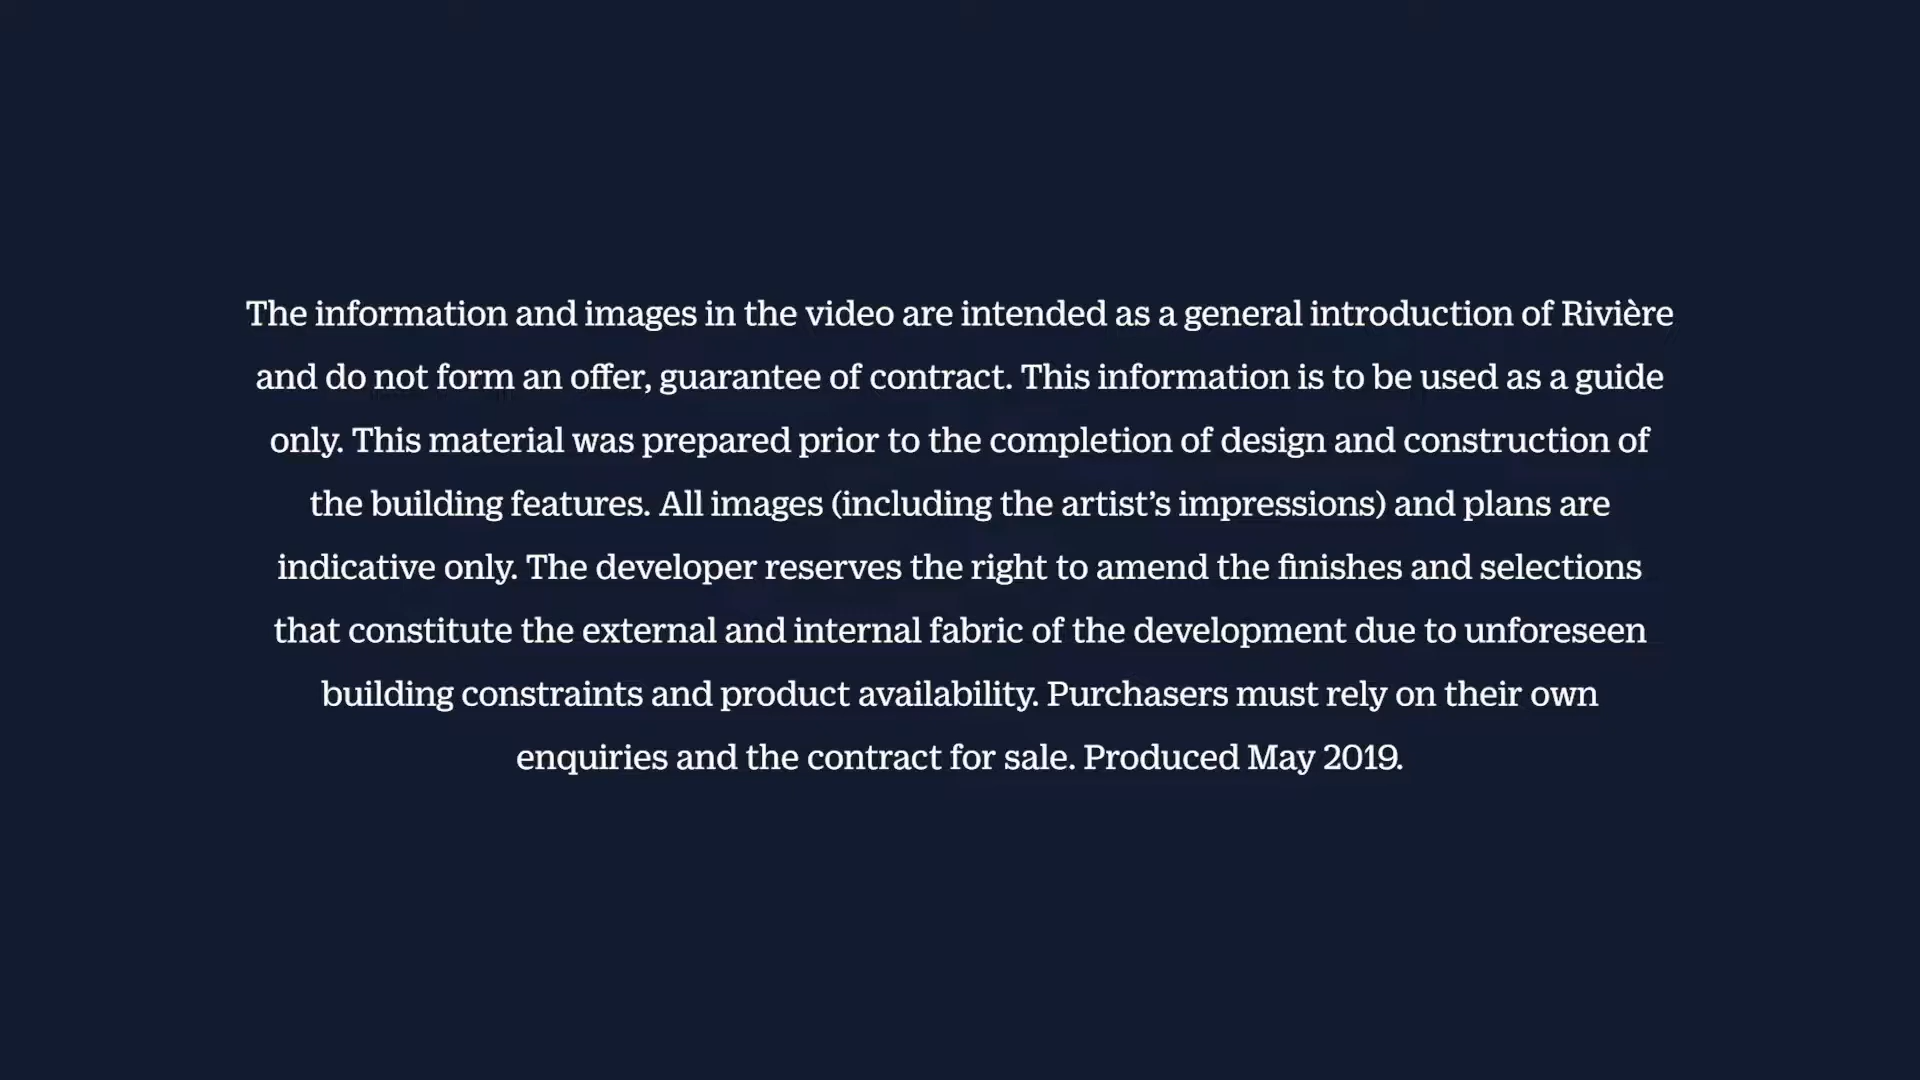 The information and images in the video are intended as a general introduction of Rivière
and do not form an offer, guarantee of contract. This information is to be used as a guide
only. This material was prepared prior to the completion of design and construction of
the building features. All images (including the artist’s impressions) and plans are
indicative only. The developer reserves the right to amend the finishes and selections
that constitute the external and internal fabric of the development due to unforeseen
building constraints and product availability. Purchasers must rely on their own
enquiries and the contract for sale. Produced May 2019.